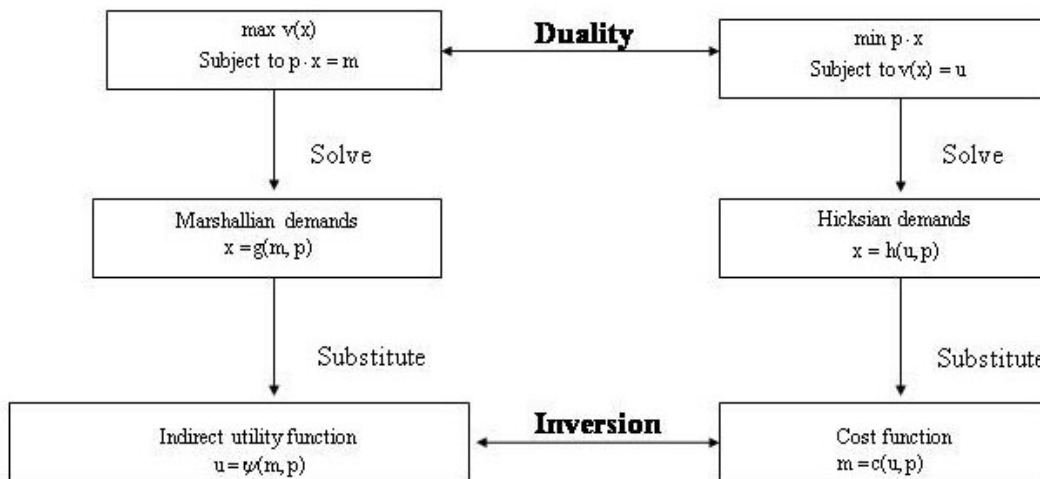 max v(x)
Subject to p · x = m
Duality
min p · x
Subject to v(x) = u
Solve
Solve
Marshallian demands
x = g(m, p)
Hicksian demands
x = h(u, p)
Substitute
Substitute
Indirect utility function
u = ψ(m, p)
Inversion
Cost function
m = c(u, p)